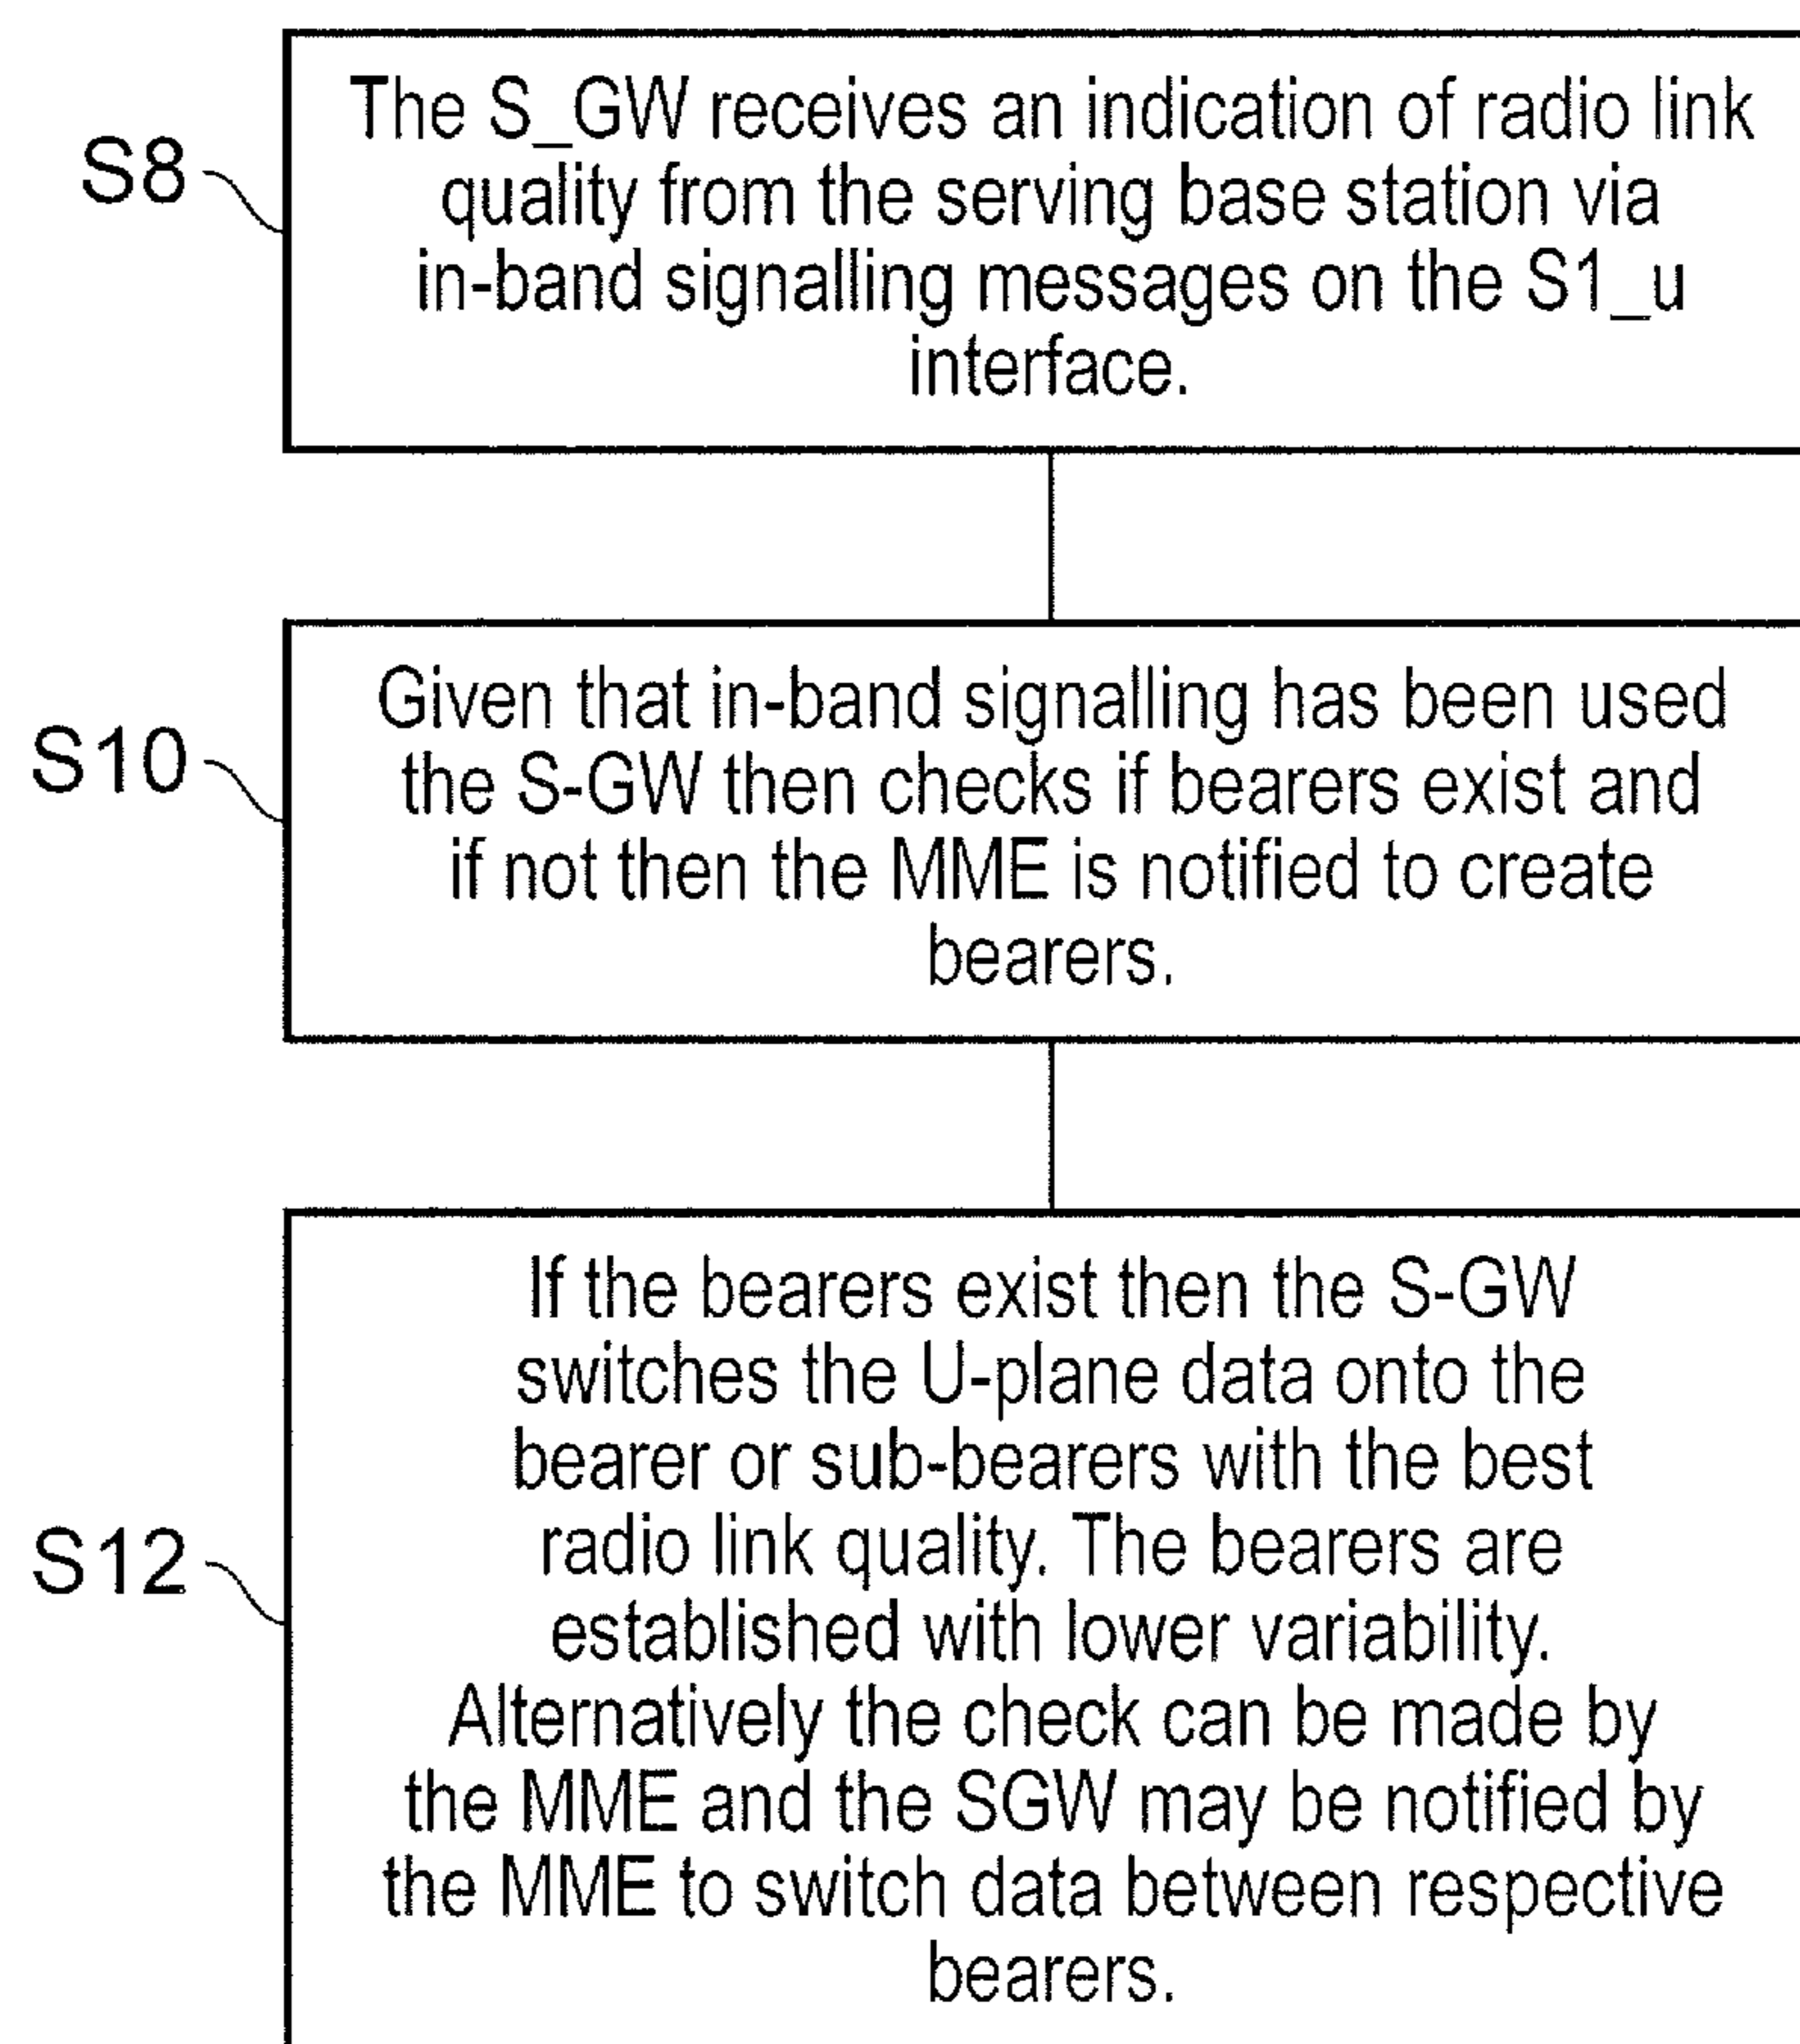 The S_GW receives an indication of radio link
quality from the serving base station via
in-band signalling messages on the S1_u
interface.
S8
Given that in-band signalling has been used
the S-GW then checks if bearers exist and
if not then the MME is notified to create
bearers.
S10
If the bearers exist then the S-GW
switches the U-plane data onto the
bearer or sub-bearers with the best
radio link quality. The bearers are
established with lower variability.
Alternatively the check can be made by
the MME and the SGW may be notified by
the MME to switch data between respective
bearers.
S12